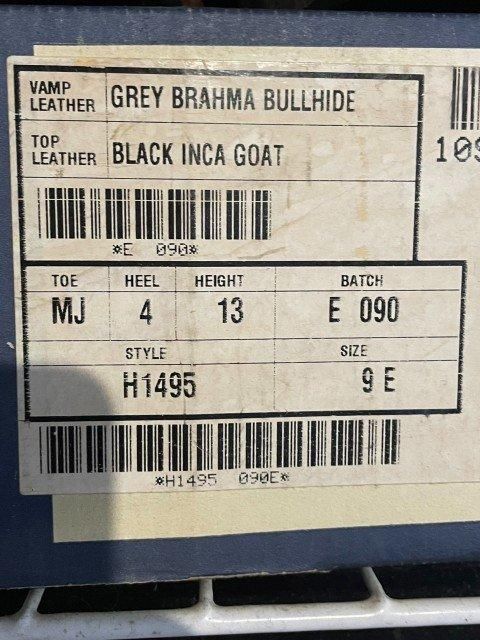 VAMP LEATHER GREY BRAHMA BULLHIDE
TOP LEATHER BLACK INCA GOAT
*E 090*
TOE HEEL HEIGHT BATCH
MJ 4 13 E 090
STYLE SIZE
H1495 9 E
*H1495 090E*